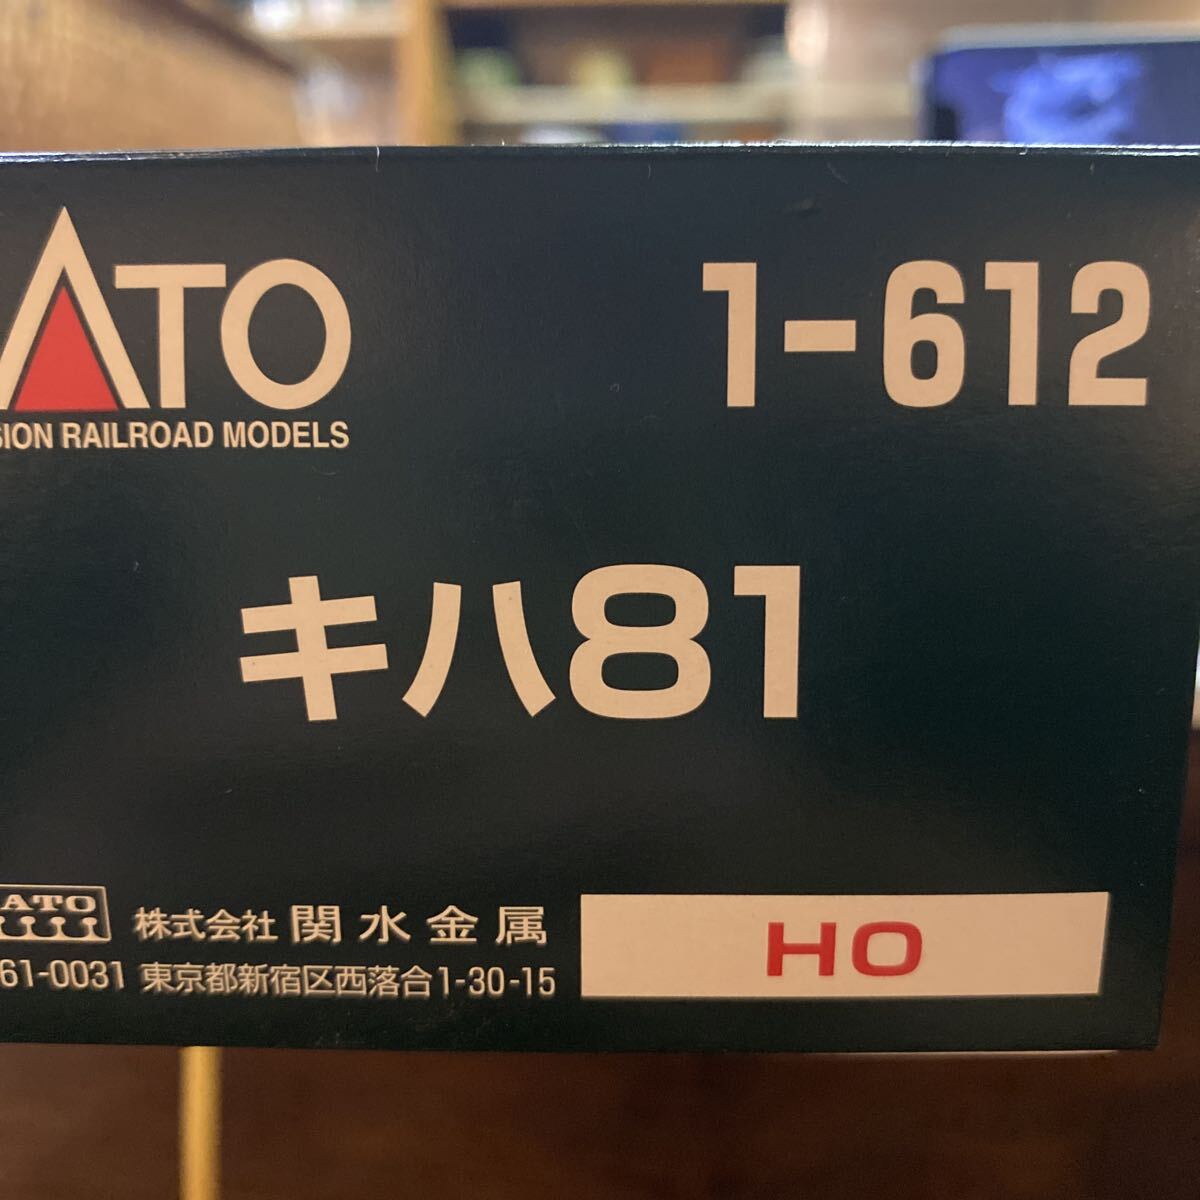 ATO
1-612
SION RAILROAD MODELS
キハ81
ATO
株式会社 関水金属
61-0031 東京都新宿区西落合1-30-15
HO